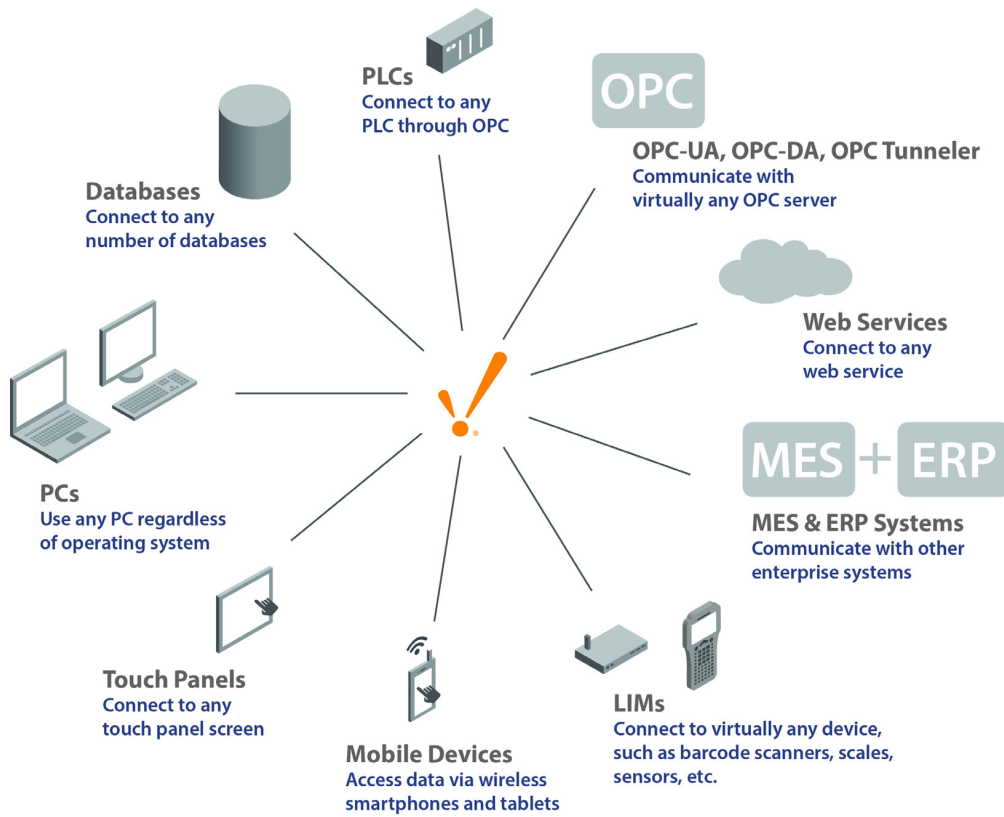 PLCs
Connect to any
PLC through OPC
OPC
OPC-UA, OPC-DA, OPC Tunneler
Communicate with
virtually any OPC server
Databases
Connect to any
number of databases
Web Services
Connect to any
web service
PCs
Use any PC regardless
of operating system
MES + ERP
MES & ERP Systems
Communicate with other
enterprise systems
Touch Panels
Connect to any
touch panel screen
Mobile Devices
Access data via wireless
smartphones and tablets
LIMs
Connect to virtually any device,
such as barcode scanners, scales,
sensors, etc.
®